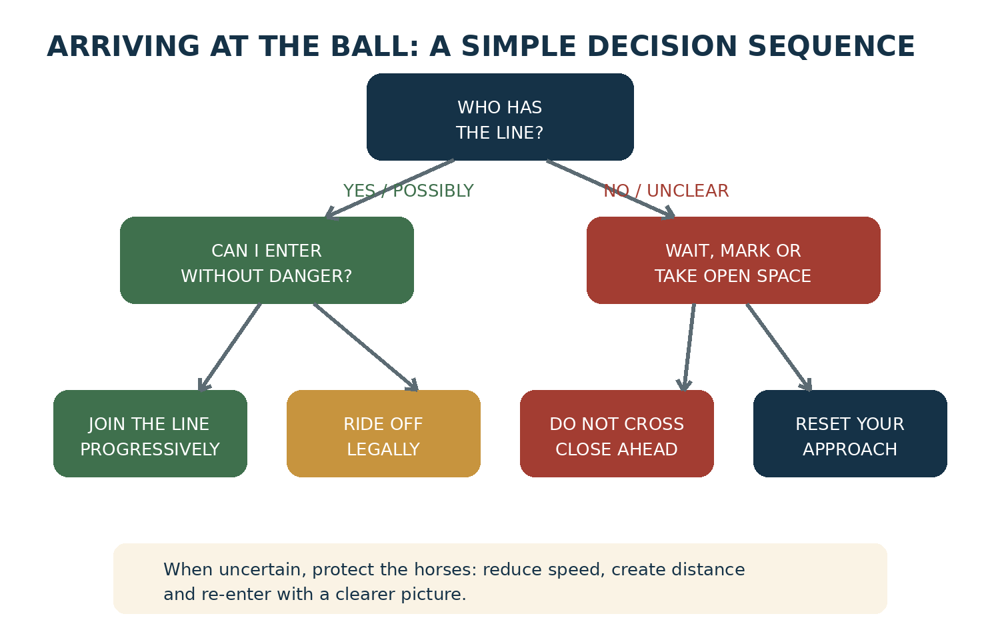 ARRIVING AT THE BALL: A SIMPLE DECISION SEQUENCE
WHO HAS
THE LINE?
YES / POSSIBLY
NO / UNCLEAR
CAN I ENTER
WITHOUT DANGER?
WAIT, MARK OR
TAKE OPEN SPACE
JOIN THE LINE
PROGRESSIVELY
RIDE OFF
LEGALLY
DO NOT CROSS
CLOSE AHEAD
RESET YOUR
APPROACH
When uncertain, protect the horses: reduce speed, create distance
and re-enter with a clearer picture.